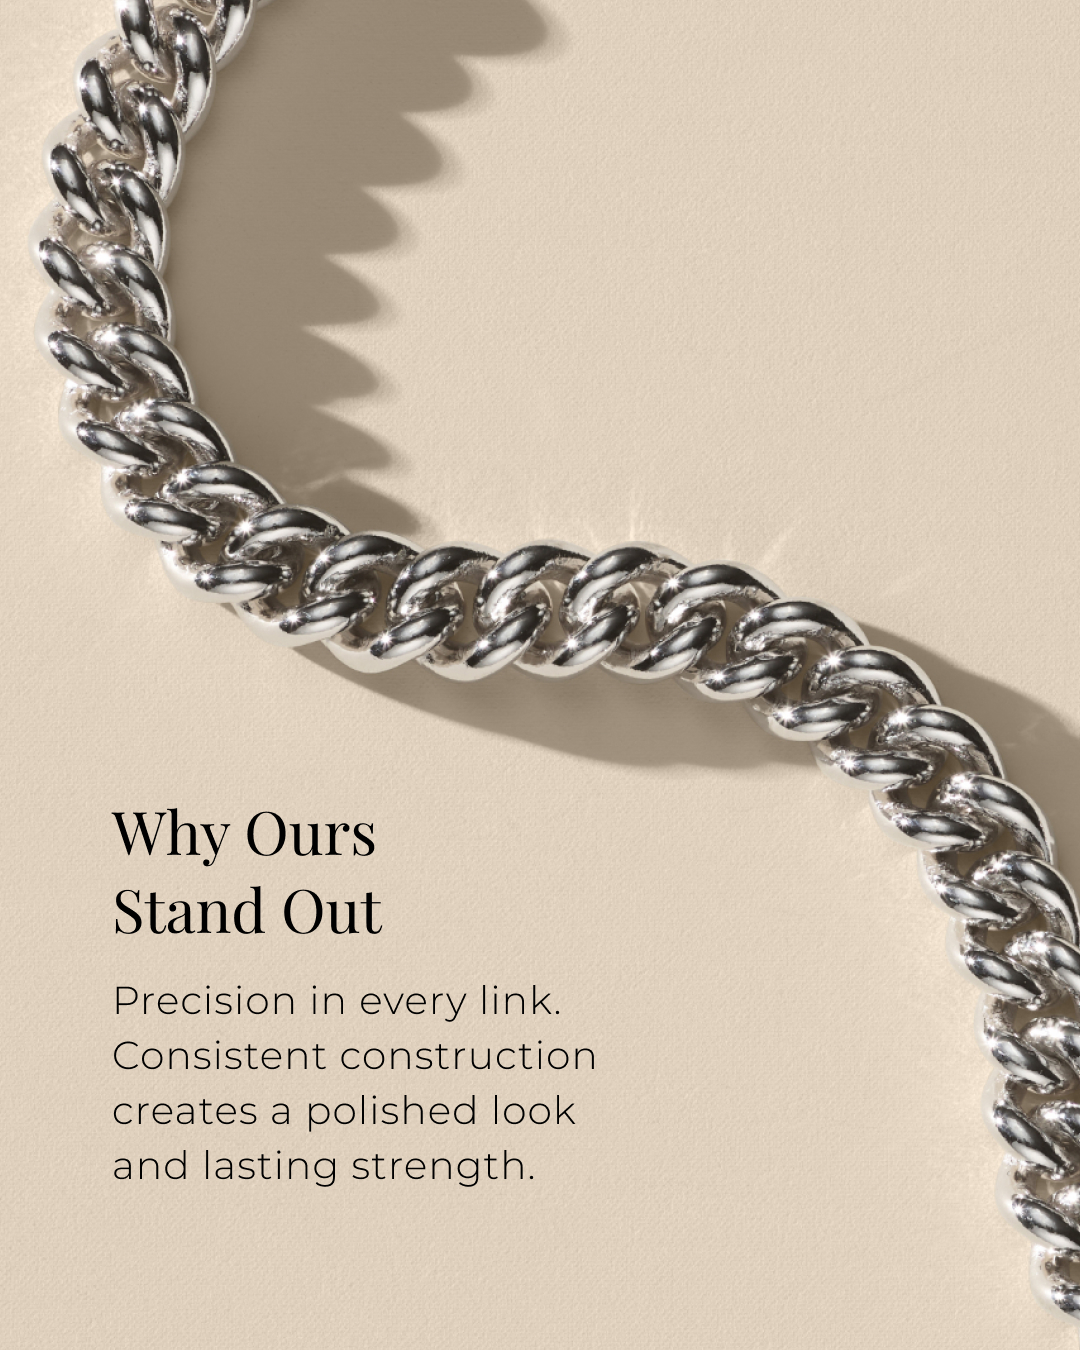 Why Ours
Stand Out
Precision in every link.
Consistent construction
creates a polished look
and lasting strength.